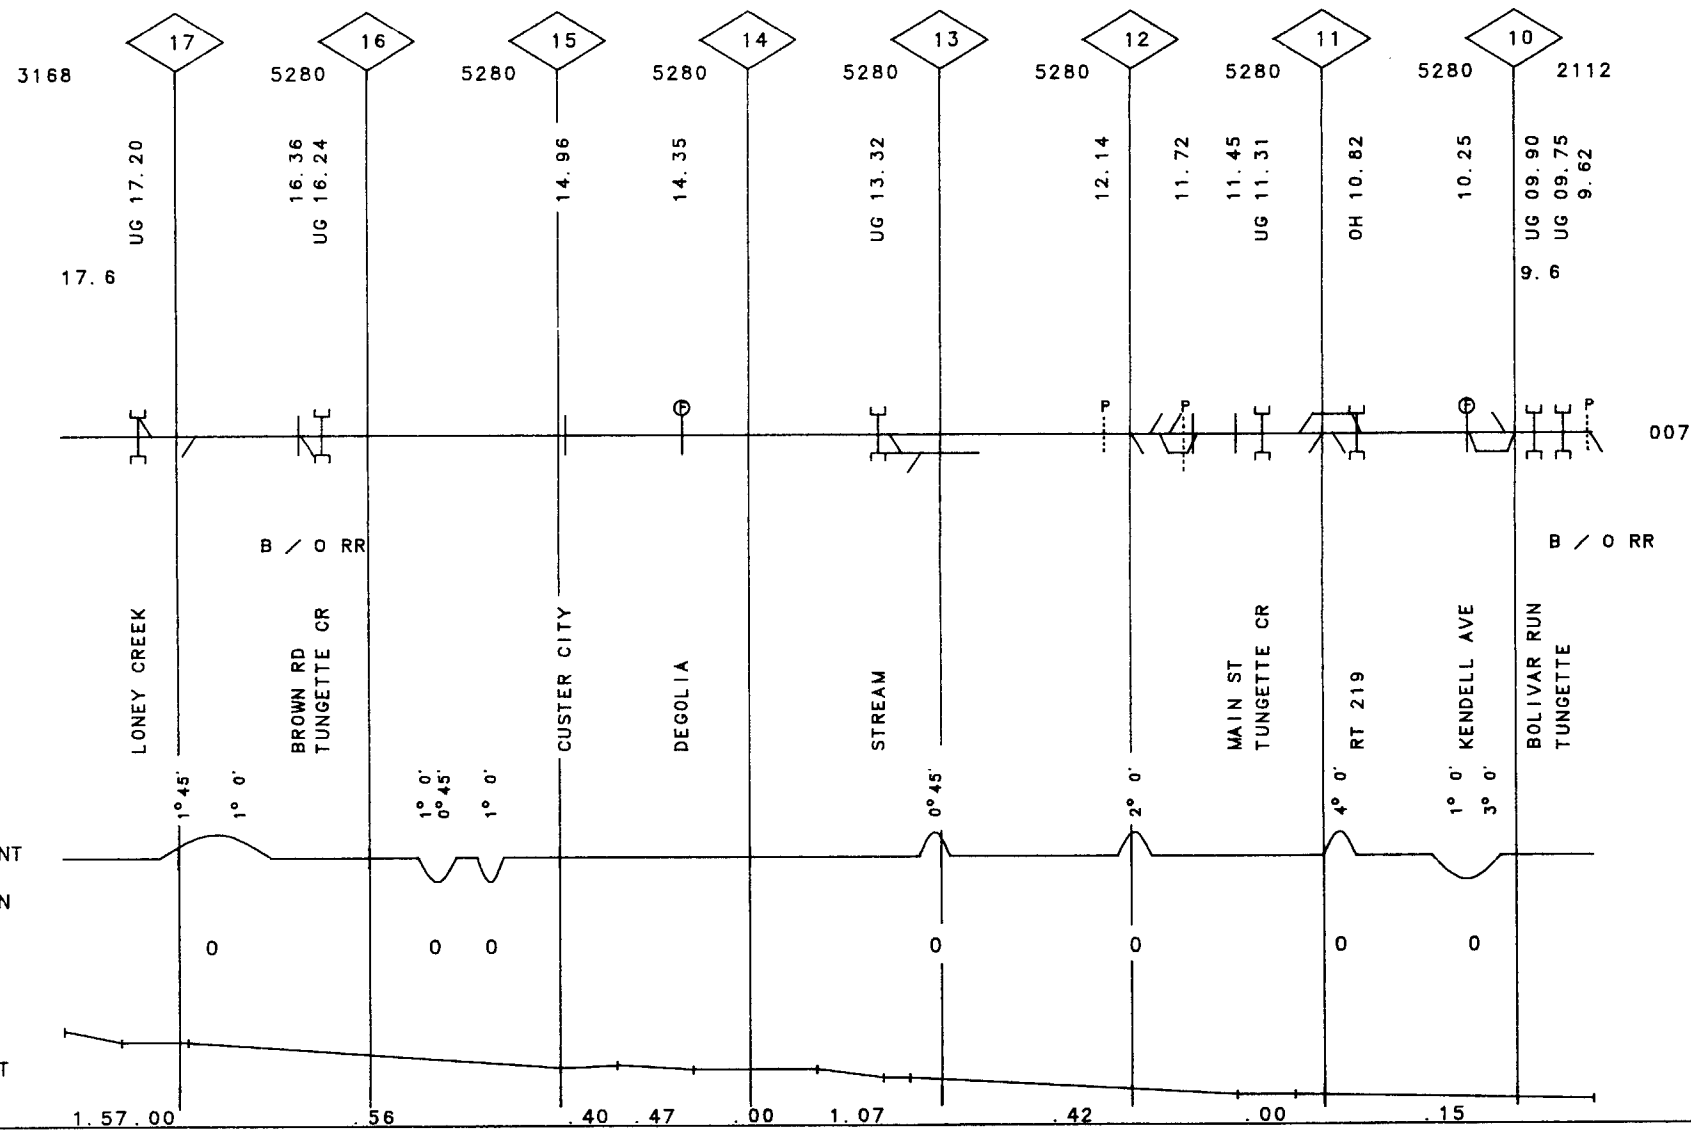 17 16 15 14 13 12 11 10
3168 5280 5280 5280 5280 5280 5280 5280 2112
UG 17.20
16.36
UG 16.24
14.96
14.35
UG 13.32
12.14
11.72
11.45
UG 11.31
OH 10.82
10.25
UG 09.90
UG 09.75
9.62
17.6
9.6
P P F P
F
007
B / O RR
B / O RR
LONEY CREEK
BROWN RD
TUNGETTE CR
CUSTER CITY
DEGOLIA
STREAM
MAIN ST
TUNGETTE CR
RT 219
KENDELL AVE
BOLIVAR RUN
TUNGETTE
1° 45'
1° 0'
1° 0'
0° 45'
1° 0'
0° 45'
2° 0'
4° 0'
1° 0'
3° 0'
NT
N
0 0 0 0 0 0 0
T
1.57 .00 .56 .40 .47 .00 1.07 .42 .00 .15